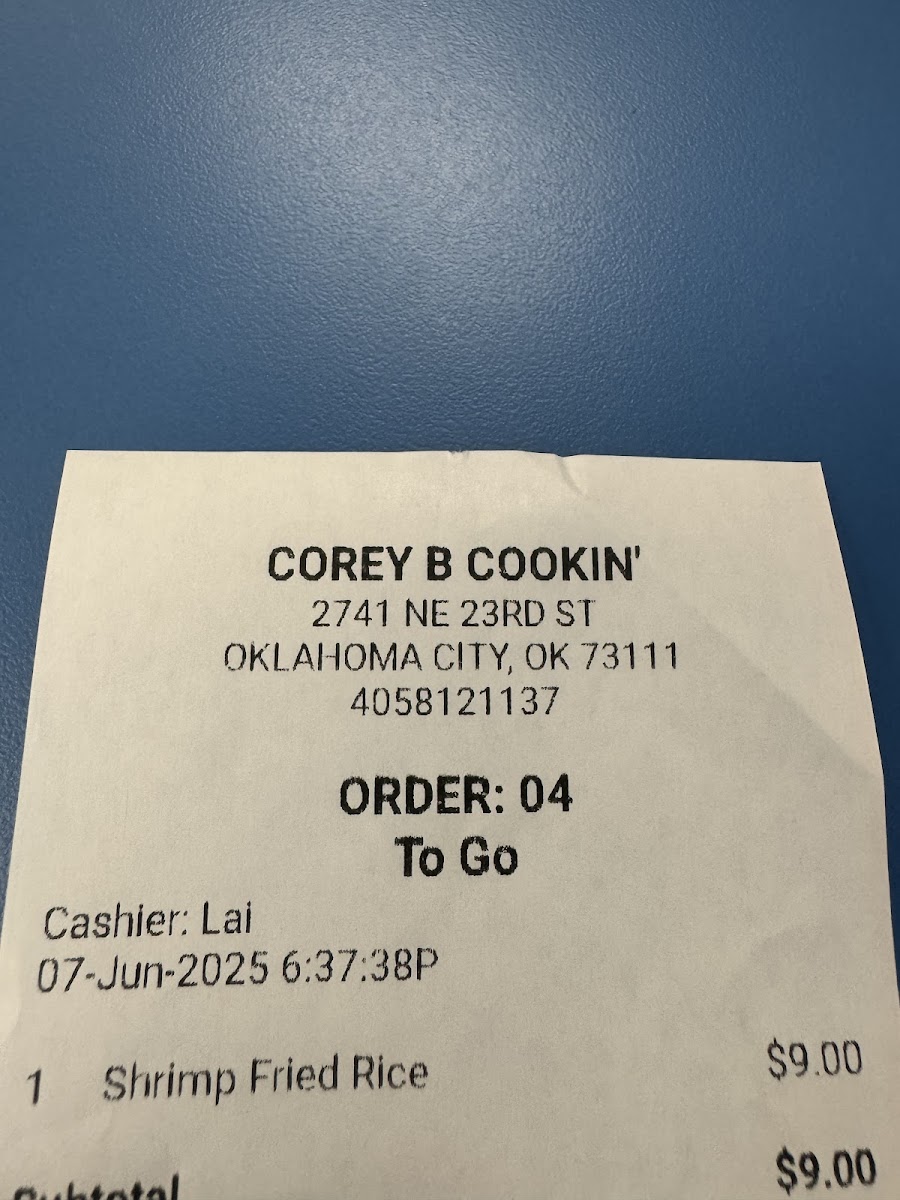 COREY B COOKIN'
2741 NE 23RD ST
OKLAHOMA CITY, OK 73111
4058121137
ORDER: 04
To Go
Cashier: Lai
07-Jun-2025 6:37:38P
1 Shrimp Fried Rice $9.00
Subtotal $9.00